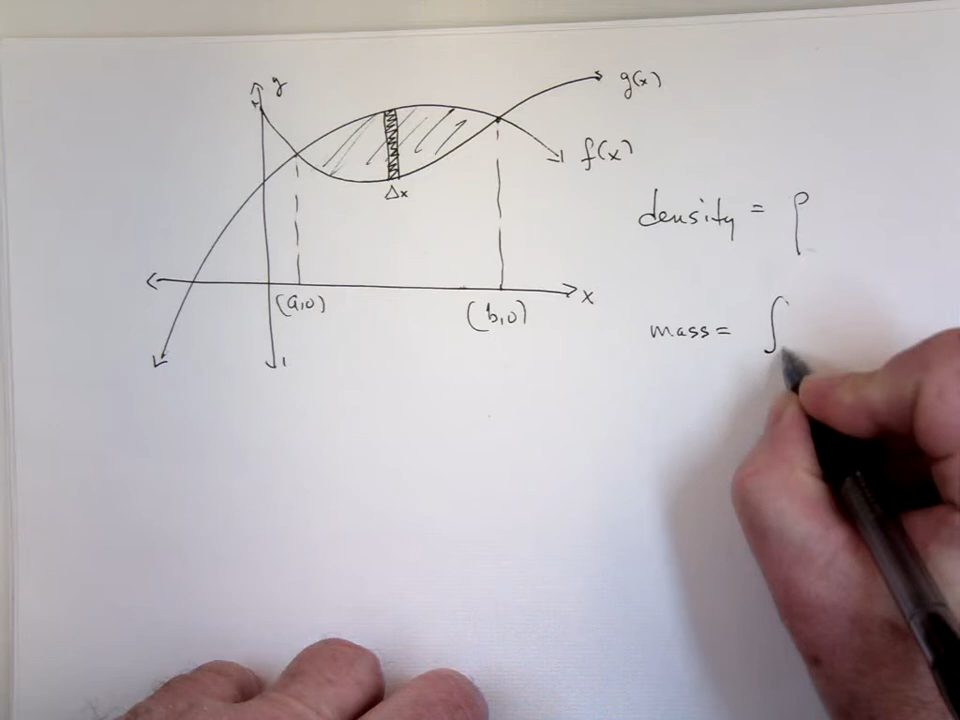 y
g(x)
f(x)
Δx
density = ρ
(a,0)
(b,0)
x
mass = ∫